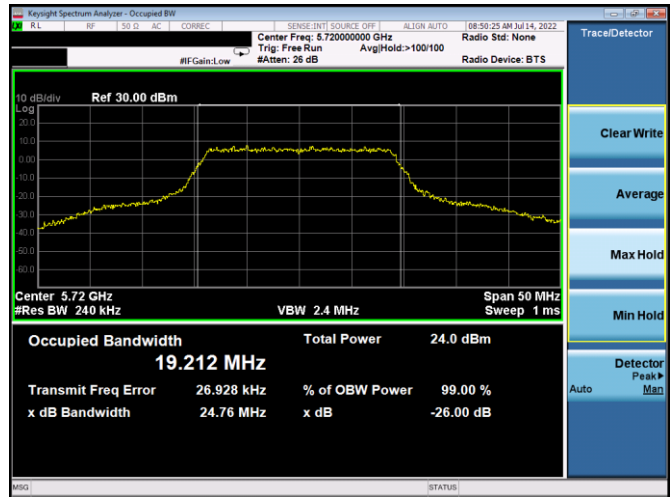 Keysight Spectrum Analyzer - Occupied BW
RL RF 50 Ω AC CORREC SENSE:INT SOURCE OFF ALIGN AUTO 08:50:25 AM Jul 14, 2022
Center Freq: 5.720000000 GHz Radio Std: None
Trig: Free Run Avg|Hold:>100/100
#IFGain:Low #Atten: 26 dB Radio Device: BTS
Trace/Detector
10 dB/div Ref 30.00 dBm
Log
20.0
10.0
0.00
-10.0
-20.0
-30.0
-40.0
-50.0
-60.0
Center 5.72 GHz Span 50 MHz
#Res BW 240 kHz VBW 2.4 MHz Sweep 1 ms
Occupied Bandwidth Total Power 24.0 dBm
19.212 MHz
Transmit Freq Error 26.928 kHz % of OBW Power 99.00 %
x dB Bandwidth 24.76 MHz x dB -26.00 dB
Clear Write
Average
Max Hold
Min Hold
Detector
Peak▶
Auto Man
MSG STATUS